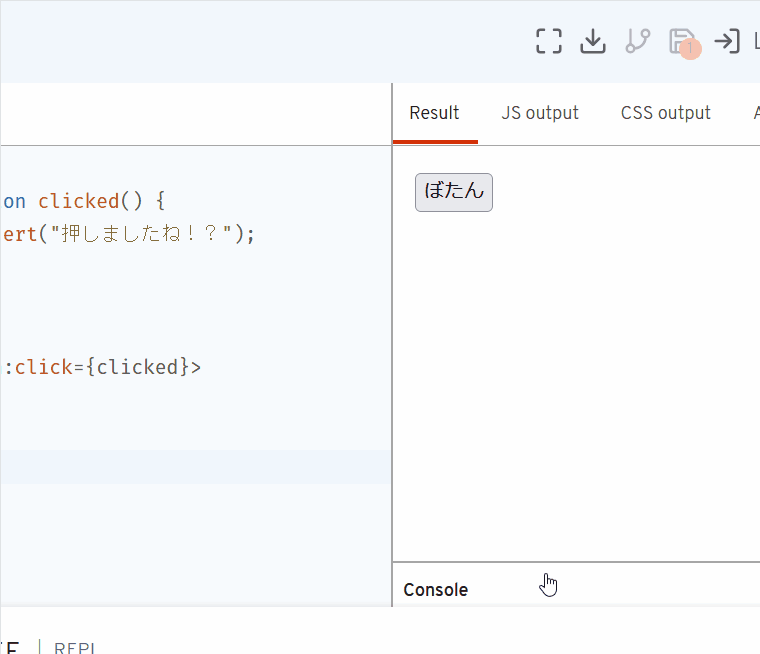 Result JS output CSS output
on clicked() {
ert("押しましたね！？");
:click={clicked}>
ぼたん
Console
REPL